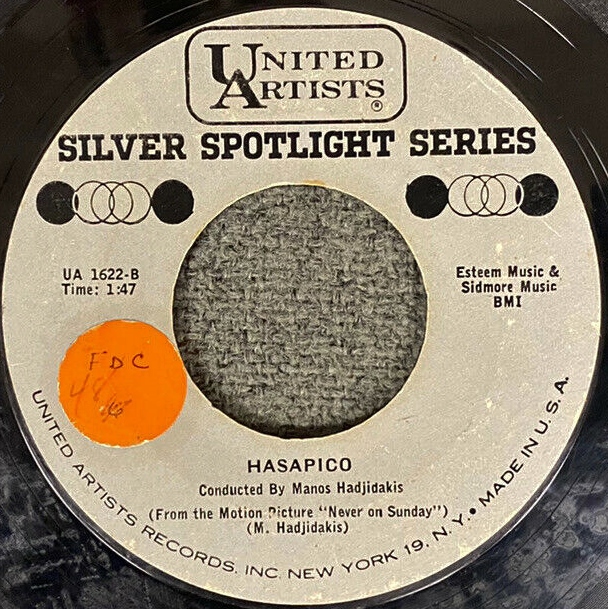 UNITED
ARTISTS
®
SILVER SPOTLIGHT SERIES
UA 1622-B
Time: 1:47
Esteem Music &
Sidmore Music
BMI
FDC
HASAPICO
Conducted By Manos Hadjidakis
(From the Motion Picture "Never on Sunday")
(M. Hadjidakis)
UNITED ARTISTS RECORDS, INC. NEW YORK 19, N. Y. • MADE IN U. S. A.